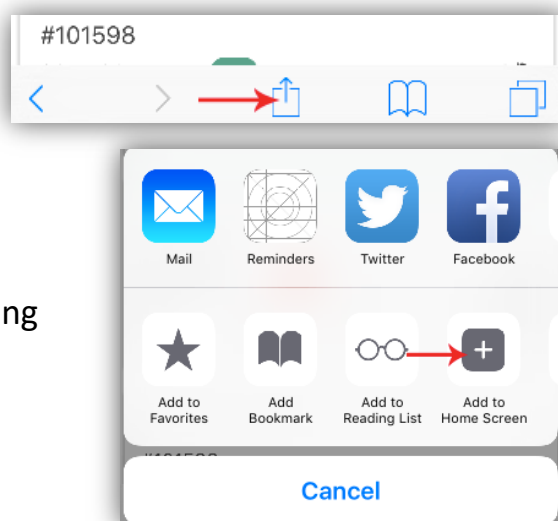 #101598
Mail Reminders Twitter Facebook
ng
Add to Favorites
Add Bookmark
Add to Reading List
Add to Home Screen
Cancel